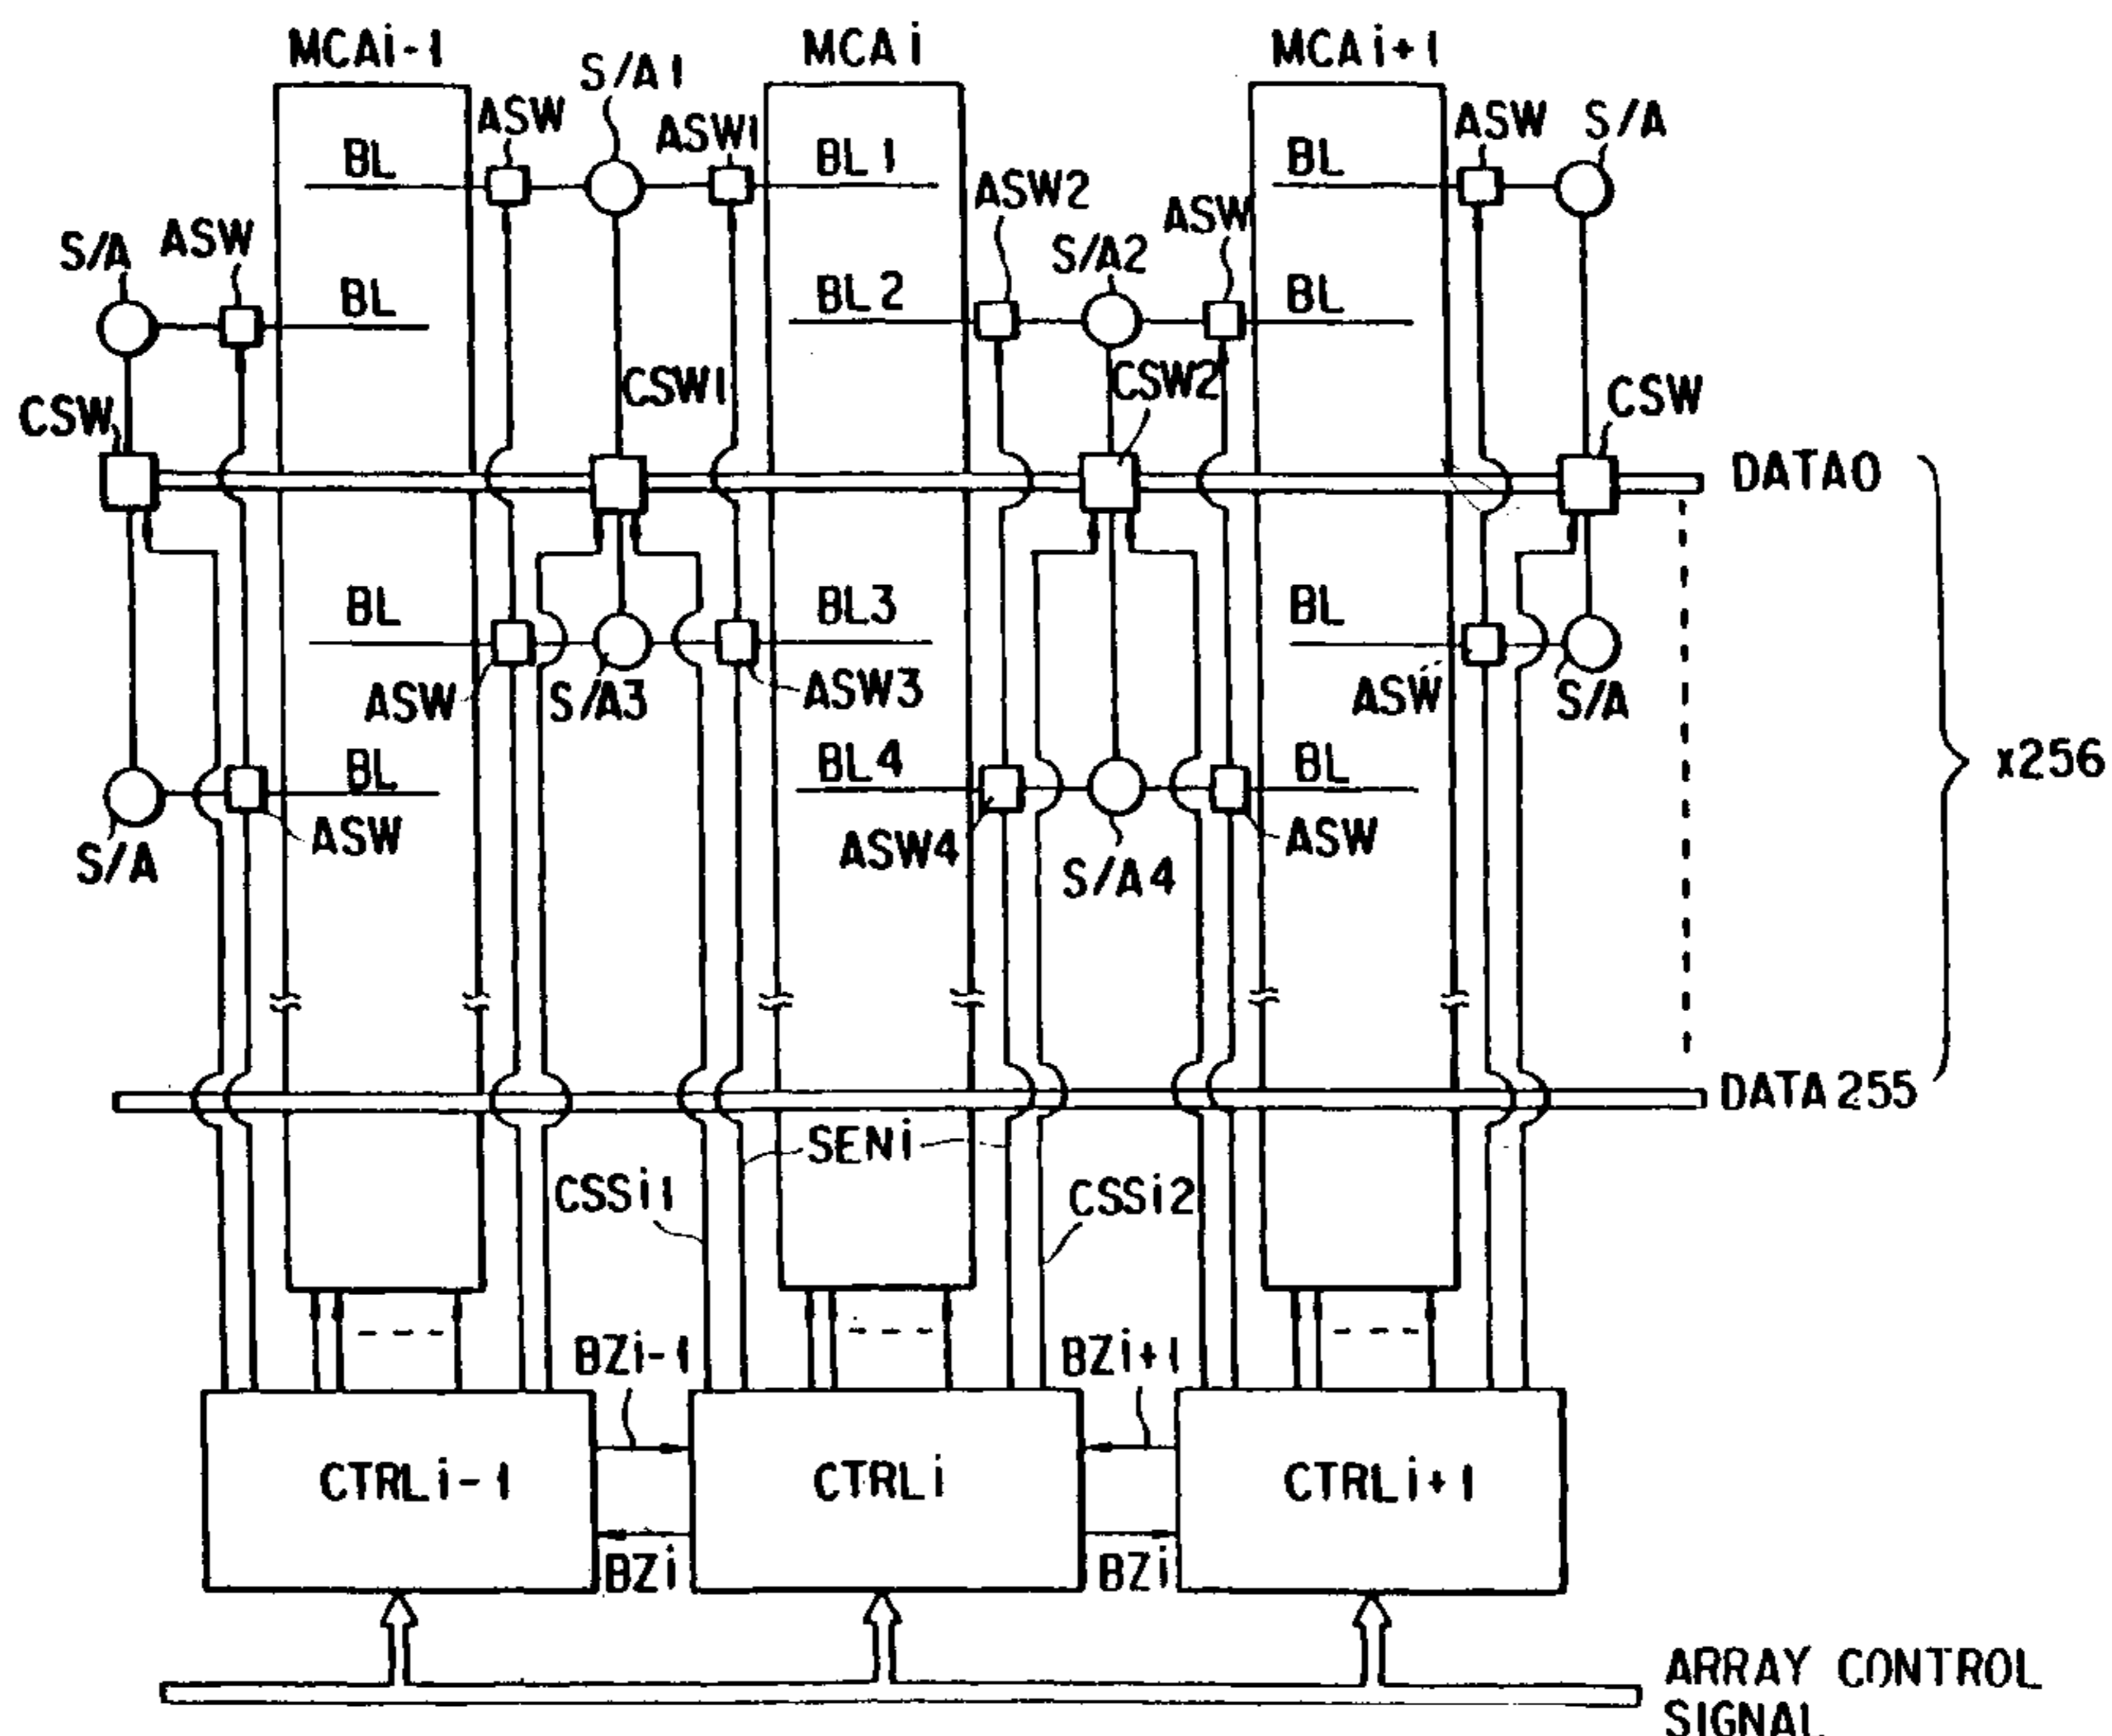 MCAi-1
MCAi
MCAi+1
S/A1
ASW
ASW1
ASW
S/A
BL
BL1
BL
ASW2
ASW
S/A
ASW
S/A2
BL
BL2
BL
CSW
CSW1
CSW2
CSW
DATA0
BL
BL3
BL
ASW
S/A3
ASW3
ASW
S/A
x256
BL
BL4
BL
S/A
ASW
ASW4
S/A4
ASW
DATA255
SENi
CSSi1
CSSi2
BZi-1
BZi+1
CTRLi-1
CTRLi
CTRLi+1
BZi
BZi
ARRAY CONTROL
SIGNAL